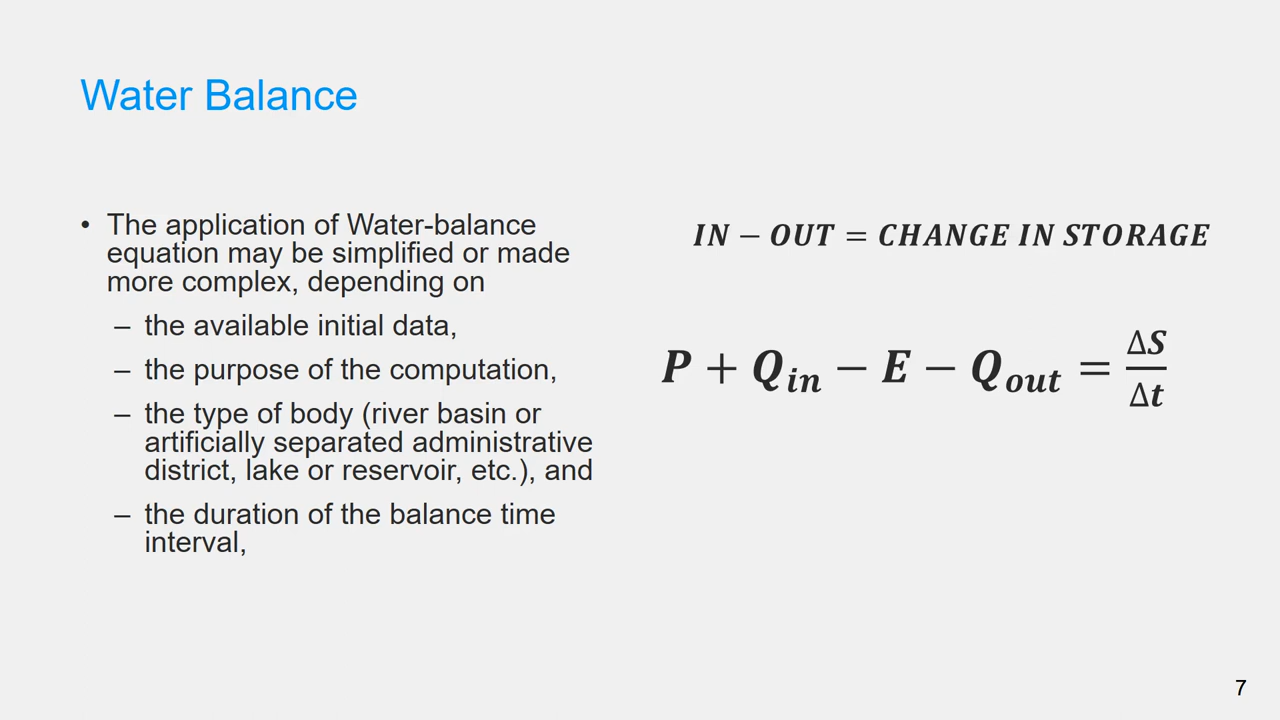 Water Balance
• The application of Water-balance
equation may be simplified or made
more complex, depending on
– the available initial data,
– the purpose of the computation,
– the type of body (river basin or
artificially separated administrative
district, lake or reservoir, etc.), and
– the duration of the balance time
interval,
IN − OUT = CHANGE IN STORAGE
P + Q_in − E − Q_out = ΔS/Δt
7